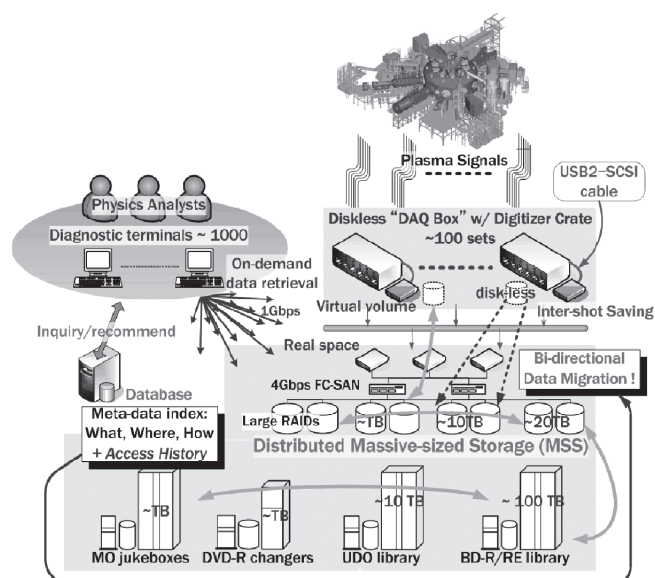 Plasma Signals
USB2–SCSI
cable
Physics Analysts
Diagnostic terminals ~ 1000
Diskless “DAQ Box” w/ Digitizer Crate
~100 sets
On-demand
data retrieval
1Gbps
Virtual volume
disk-less
Inter-shot Saving
Inquiry/recommend
Real space
Bi-directional
Data Migration !
4Gbps FC-SAN
Database
Meta-data index:
What, Where, How
+ Access History
Large RAIDs
~TB
~10TB
~20TB
Distributed Massive-sized Storage (MSS)
~TB
~TB
~10 TB
~ 100 TB
MO jukeboxes
DVD-R changers
UDO library
BD-R/RE library